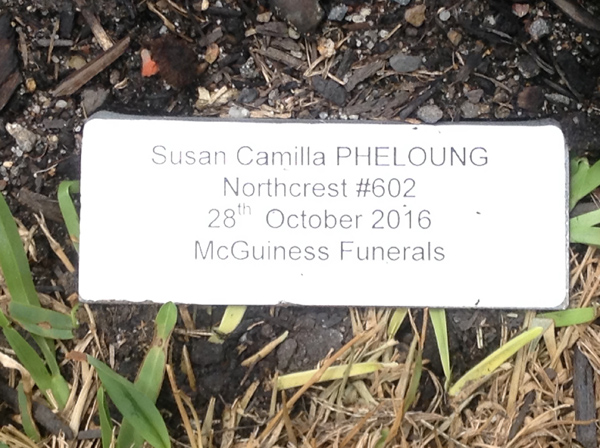 Susan Camilla PHELOUNG
Northcrest #602
28th October 2016
McGuiness Funerals